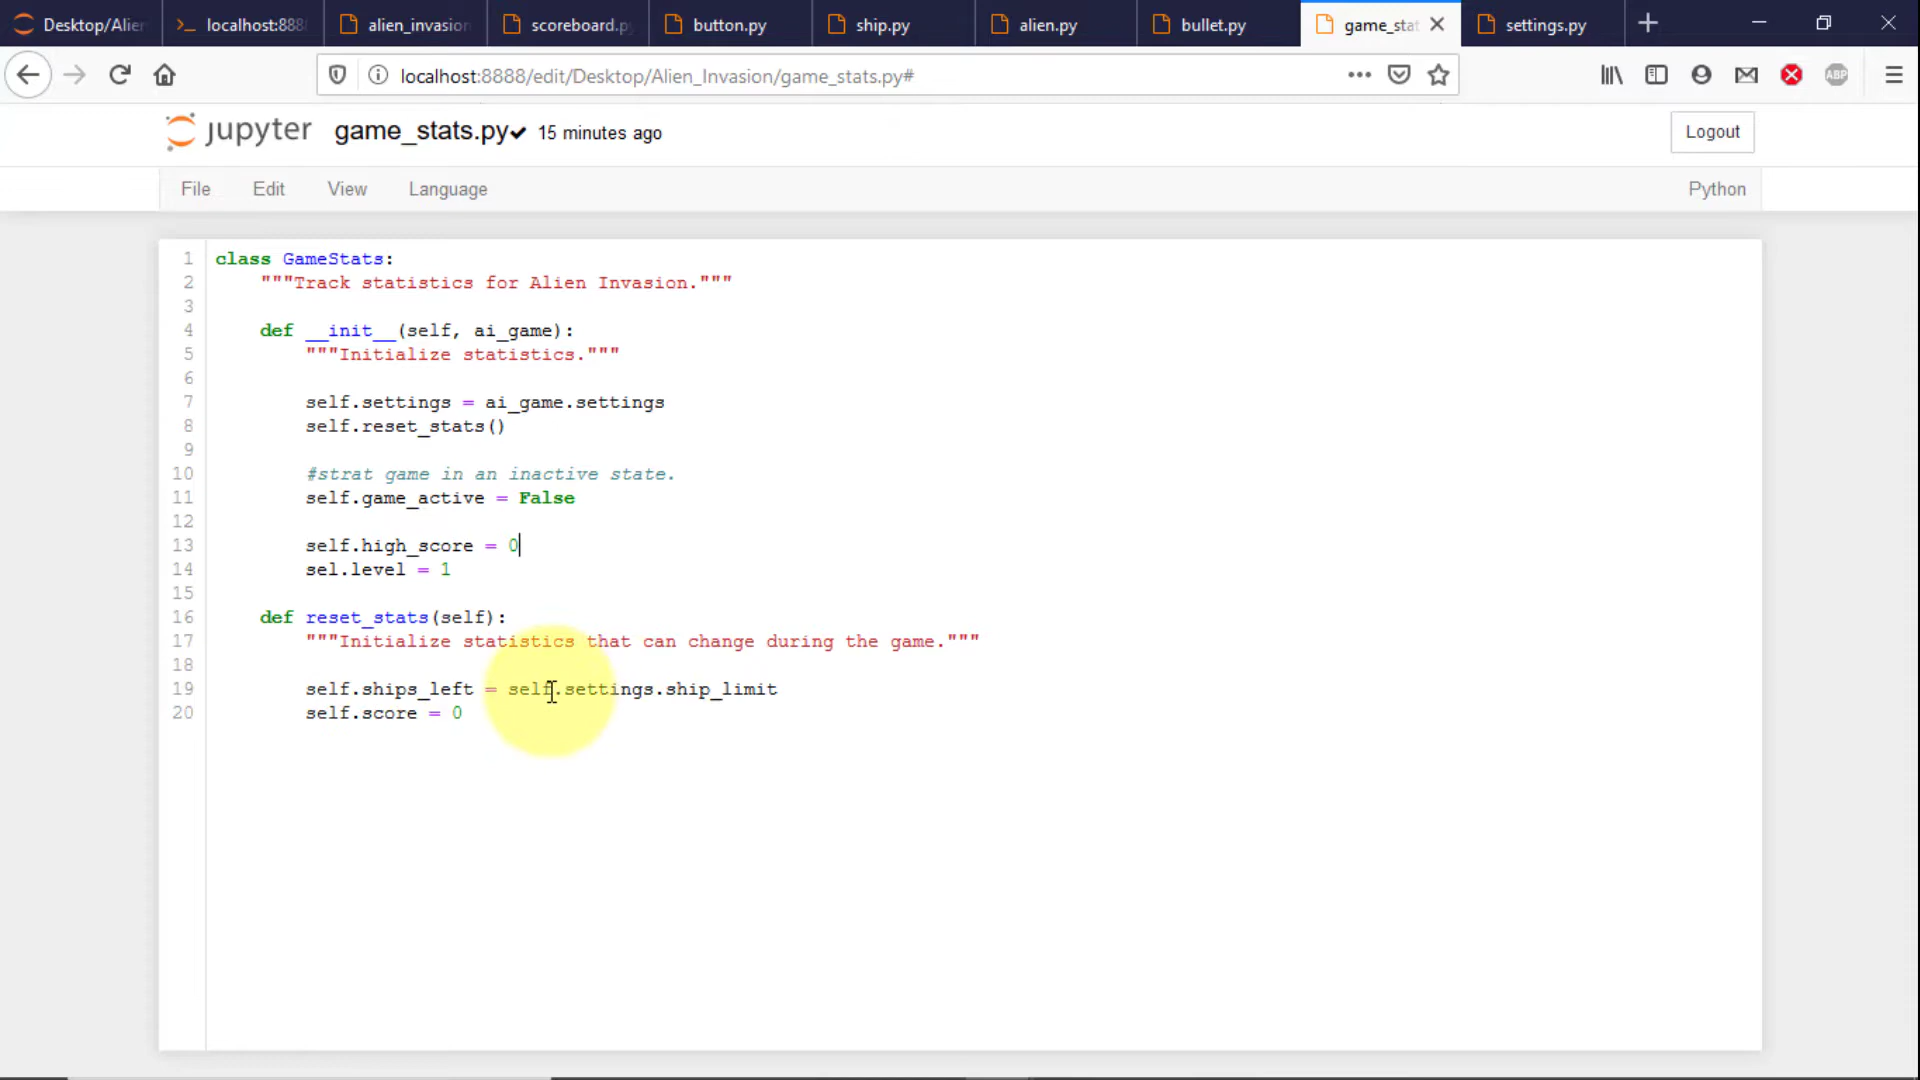 Desktop/Alien localhost:888 alien_invasion scoreboard.py button.py ship.py alien.py bullet.py game_stat settings.py
localhost:8888/edit/Desktop/Alien_Invasion/game_stats.py#
ABP
jupyter game_stats.py✔ 15 minutes ago Logout
File Edit View Language Python
1 class GameStats:
2 """Track statistics for Alien Invasion."""
3
4 def __init__(self, ai_game):
5 """Initialize statistics."""
6
7 self.settings = ai_game.settings
8 self.reset_stats()
9
10 #strat game in an inactive state.
11 self.game_active = False
12
13 self.high_score = 0
14 sel.level = 1
15
16 def reset_stats(self):
17 """Initialize statistics that can change during the game."""
18
19 self.ships_left = self.settings.ship_limit
20 self.score = 0